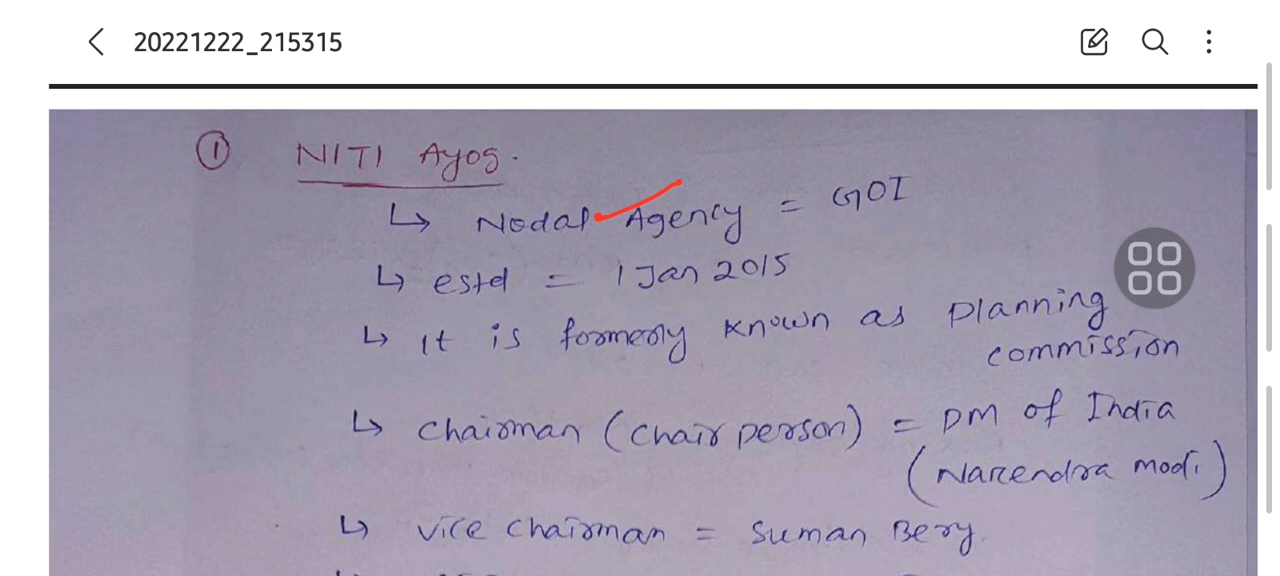 20221222_215315
① NITI Ayog.
↳ Nodal Agency = GOI
↳ estd = 1 Jan 2015
↳ It is formerly known as planning
commission
↳ Chairman (Chair person) = PM of India
(Narendra modi)
↳ vice chairman = Suman Bery